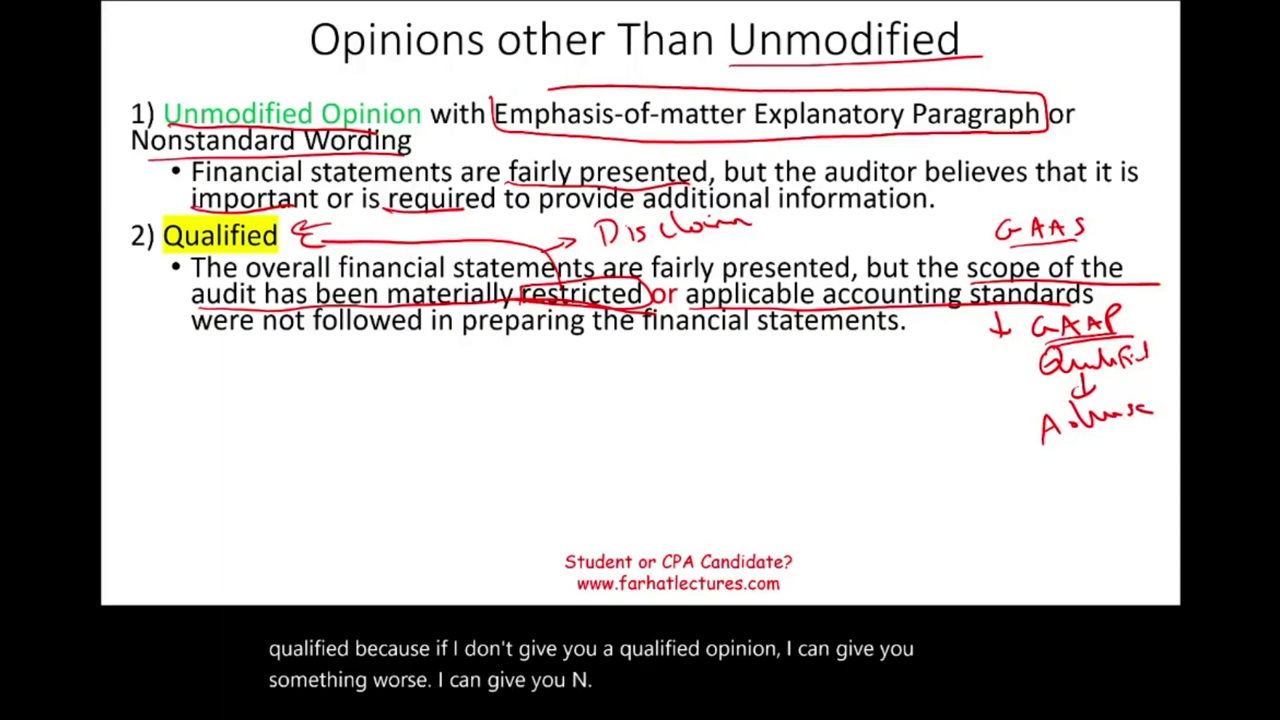 Opinions other Than Unmodified
1) Unmodified Opinion with Emphasis-of-matter Explanatory Paragraph or
Nonstandard Wording
• Financial statements are fairly presented, but the auditor believes that it is
important or is required to provide additional information.
2) Qualified
Disclaim
GAAS
• The overall financial statements are fairly presented, but the scope of the
audit has been materially restricted or applicable accounting standards
were not followed in preparing the financial statements.
GAAP
Qualified
Adverse
Student or CPA Candidate?
www.farhatlectures.com
qualified because if I don't give you a qualified opinion, I can give you
something worse. I can give you N.